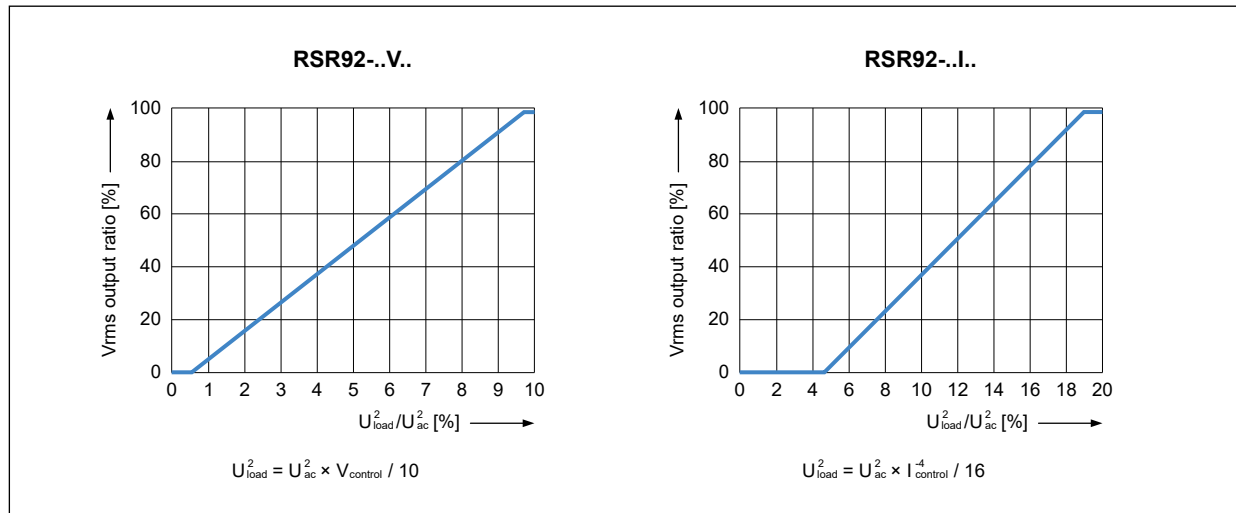 RSR92-..V..
Vrms output ratio [%]
100
80
60
40
20
0
0 1 2 3 4 5 6 7 8 9 10
U²load/U²ac [%]
U²load = U²ac × Vcontrol / 10
RSR92-..I..
Vrms output ratio [%]
100
80
60
40
20
0
0 2 4 6 8 10 12 14 16 18 20
U²load/U²ac [%]
U²load = U²ac × I⁻⁴control / 16